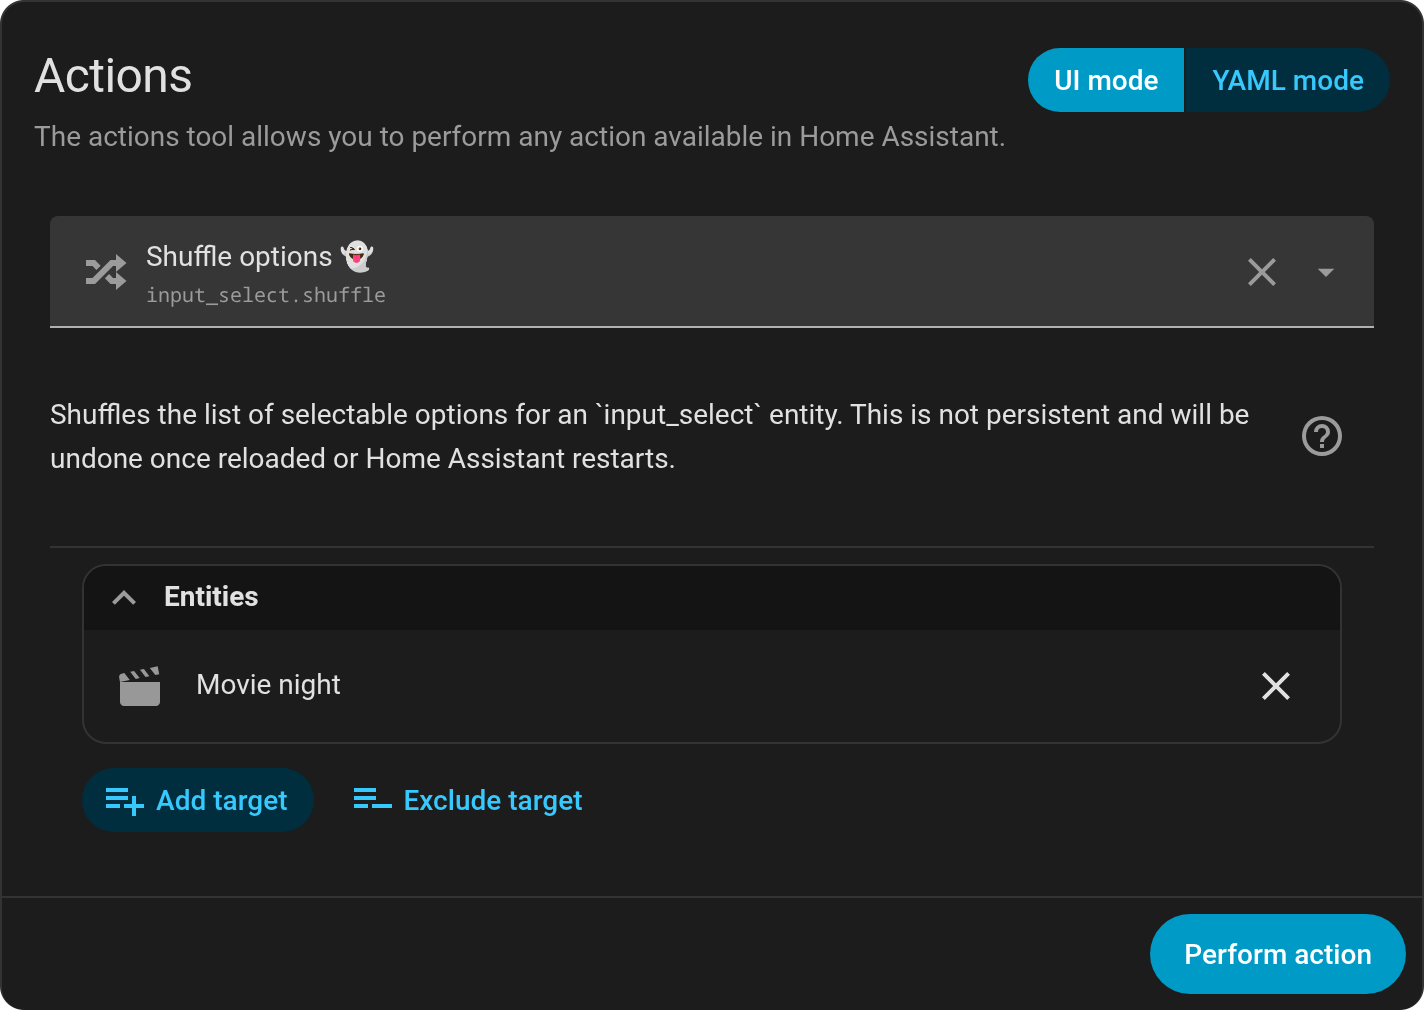 Actions
UI mode
YAML mode
The actions tool allows you to perform any action available in Home Assistant.
Shuffle options 👻
input_select.shuffle
Shuffles the list of selectable options for an `input_select` entity. This is not persistent and will be
undone once reloaded or Home Assistant restarts.
Entities
Movie night
Add target
Exclude target
Perform action